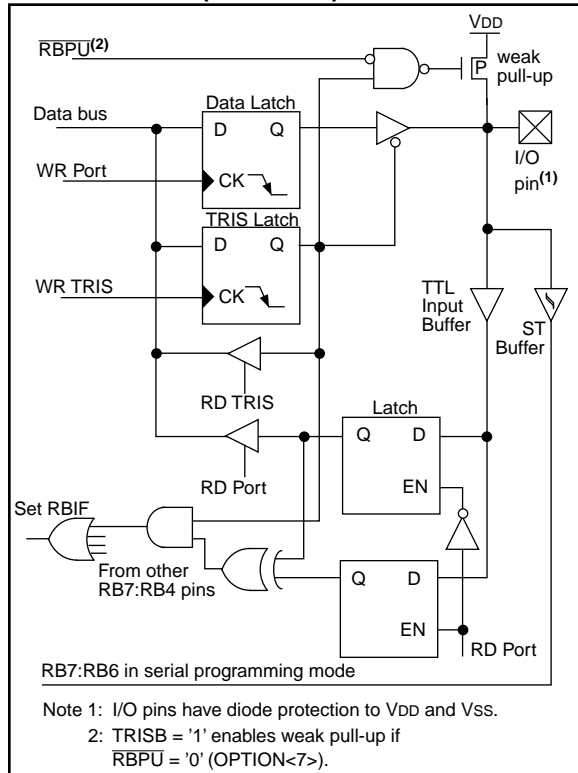 VDD
RBPU(2)
weak
pull-up
P
Data Latch
Data bus
D Q
WR Port
CK
I/O
pin(1)
TRIS Latch
D Q
WR TRIS
CK
TTL
Input
Buffer
ST
Buffer
RD TRIS
Latch
Q D
EN
RD Port
Set RBIF
From other
RB7:RB4 pins
Q D
EN
RD Port
RB7:RB6 in serial programming mode
Note 1: I/O pins have diode protection to VDD and VSS.
2: TRISB = '1' enables weak pull-up if
RBPU = '0' (OPTION<7>).